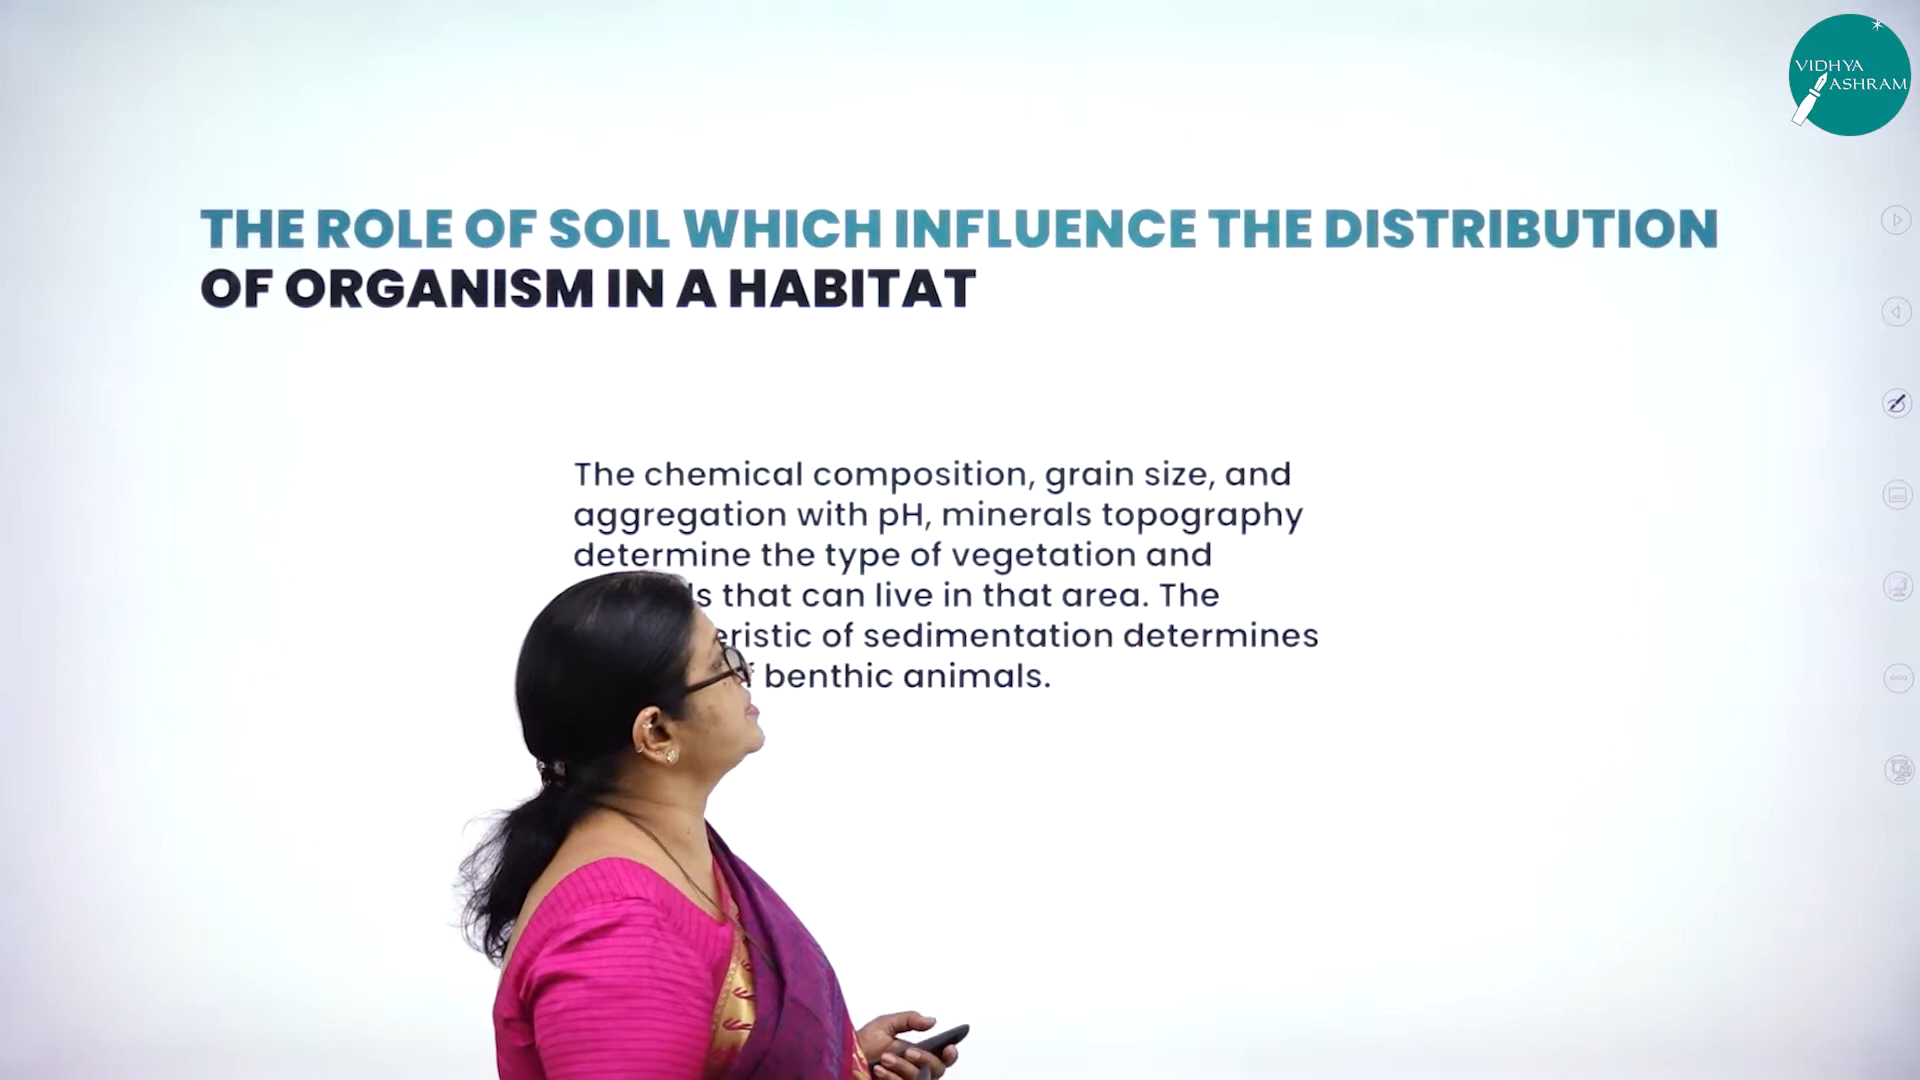 VIDHYA
ASHRAM
THE ROLE OF SOIL WHICH INFLUENCE THE DISTRIBUTION
OF ORGANISM IN A HABITAT
The chemical composition, grain size, and
aggregation with pH, minerals topography
determine the type of vegetation and
that can live in that area. The
of sedimentation determines
benthic animals.